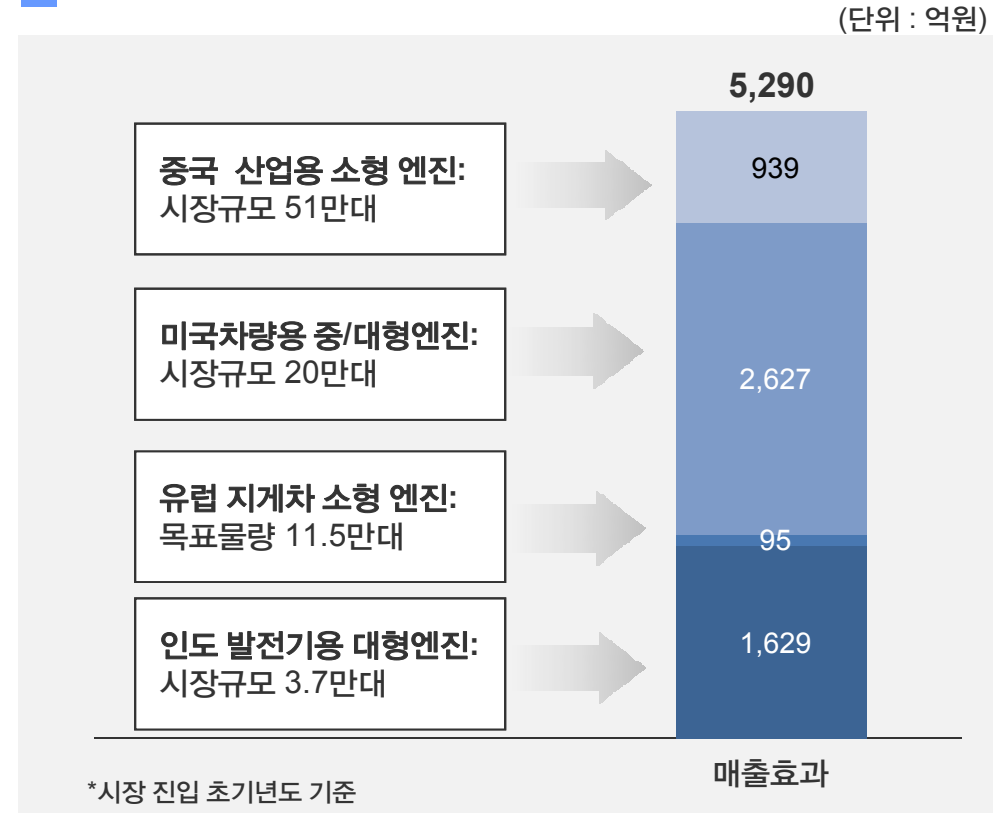 (단위 : 억원)
5,290
중국 산업용 소형 엔진:
시장규모 51만대
939
미국차량용 중/대형엔진:
시장규모 20만대
2,627
유럽 지게차 소형 엔진:
목표물량 11.5만대
95
인도 발전기용 대형엔진:
시장규모 3.7만대
1,629
매출효과
*시장 진입 초기년도 기준